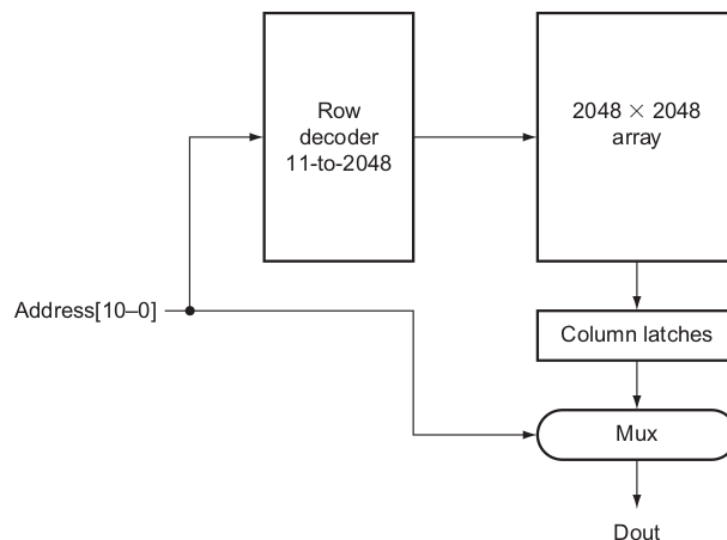 Row
decoder
11-to-2048
2048 × 2048
array
Address[10–0]
Column latches
Mux
Dout